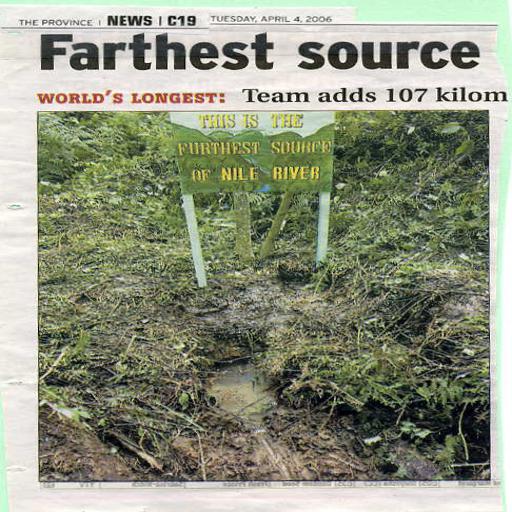 THE PROVINCE | NEWS | C19 TUESDAY, APRIL 4, 2006
Farthest source
WORLD'S LONGEST: Team adds 107 kilom
THIS IS THE
FURTHEST SOURCE
OF NILE RIVER